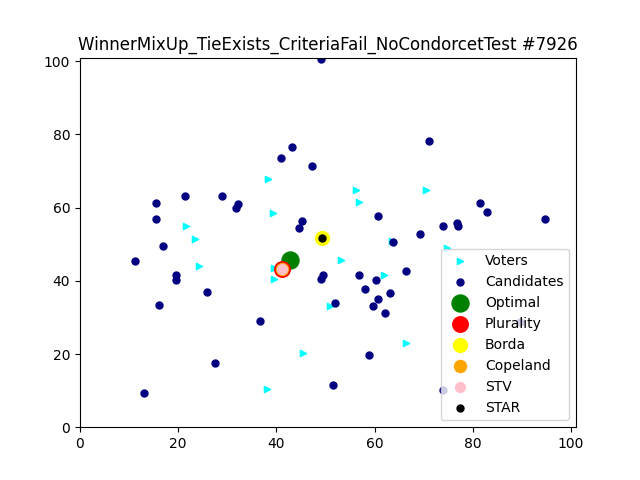 WinnerMixUp_TieExists_CriteriaFail_NoCondorcetTest #7926
100
80
60
40
20
0
0 20 40 60 80 100
Voters
Candidates
Optimal
Plurality
Borda
Copeland
STV
STAR